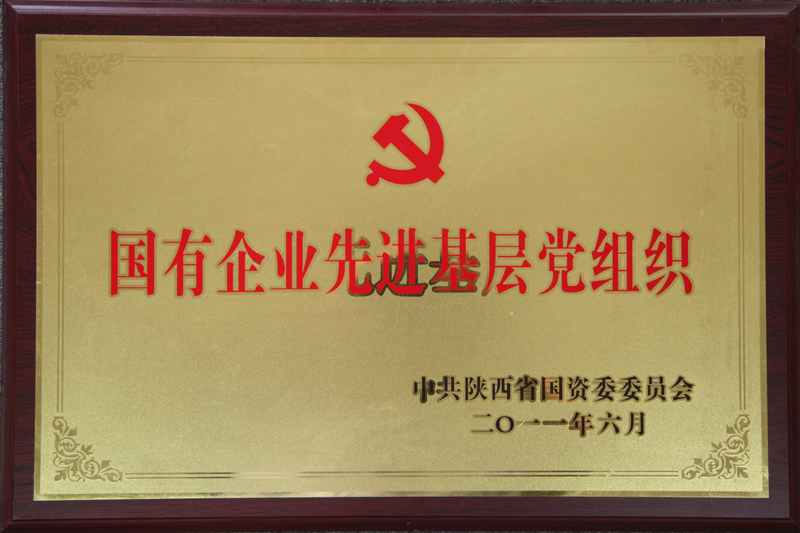 国有企业先进基层党组织
中共陕西省国资委委员会
二〇一一年六月